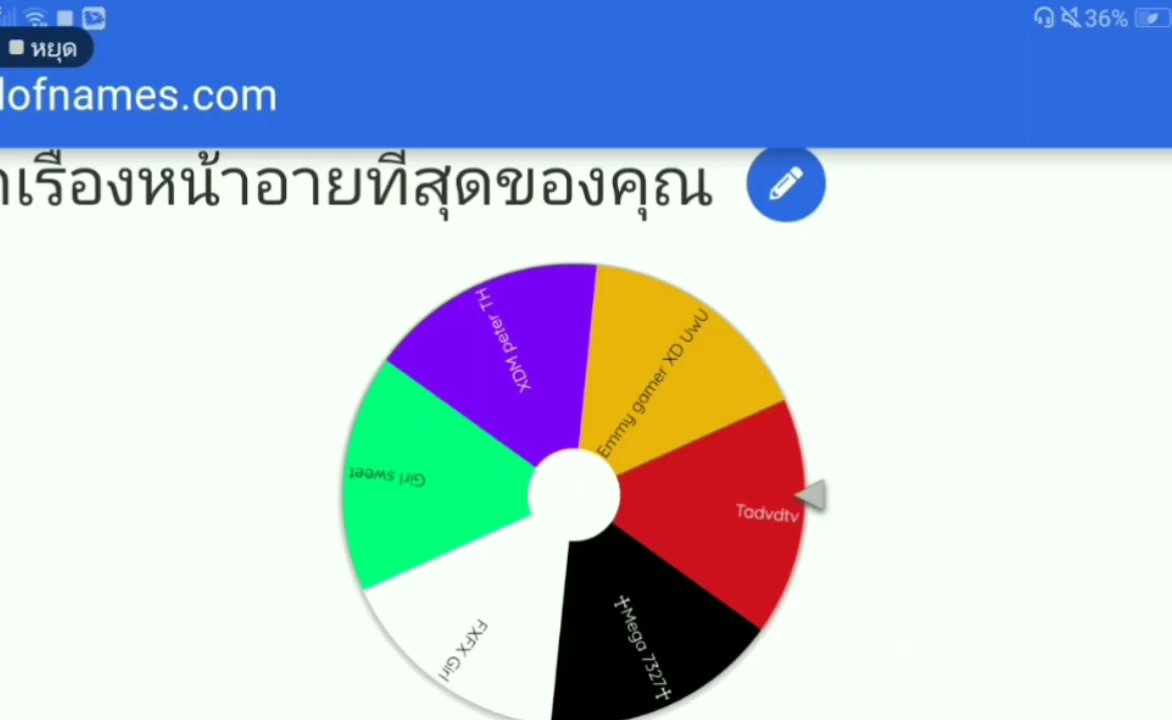 36%
หยุด
lofnames.com
เรื่องหน้าอายที่สุดของคุณ
XDM peter TH
Emmy gamer XD UwU
Girl sweet
Tadvdtv
FXFX Girl
✝Mega 7327✝